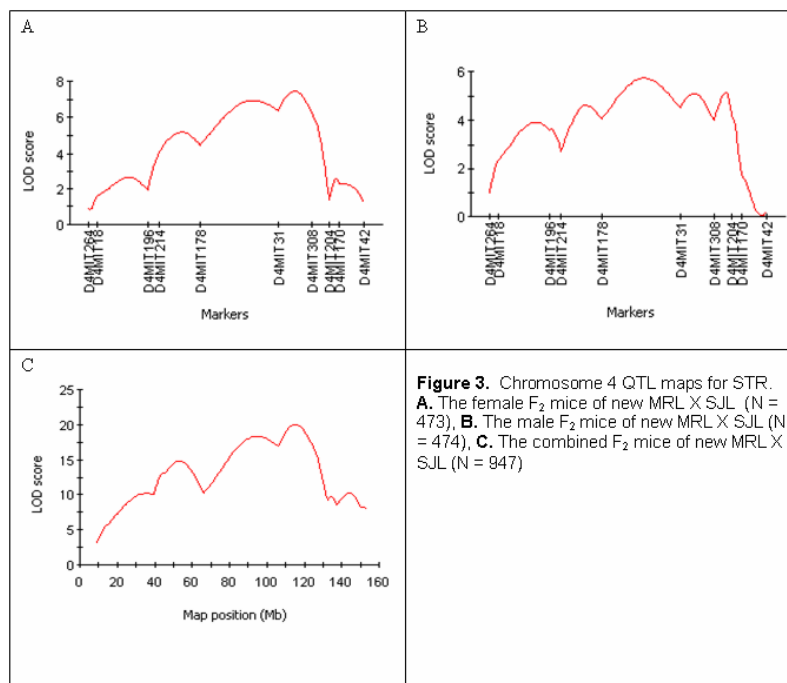 A
8
6
4
2
0
LOD score
D4MIT264
D4MIT18
D4MIT196
D4MIT214
D4MIT178
D4MIT31
D4MIT308
D4MIT204
D4MIT170
D4MIT42
Markers
B
6
4
2
0
LOD score
D4MIT264
D4MIT18
D4MIT196
D4MIT214
D4MIT178
D4MIT31
D4MIT308
D4MIT204
D4MIT170
D4MIT42
Markers
C
25
20
15
10
5
0
LOD score
0 20 40 60 80 100 120 140 160
Map position (Mb)
Figure 3. Chromosome 4 QTL maps for STR.
A. The female F2 mice of new MRL X SJL (N =
473), B. The male F2 mice of new MRL X SJL (N
= 474), C. The combined F2 mice of new MRL X
SJL (N = 947)